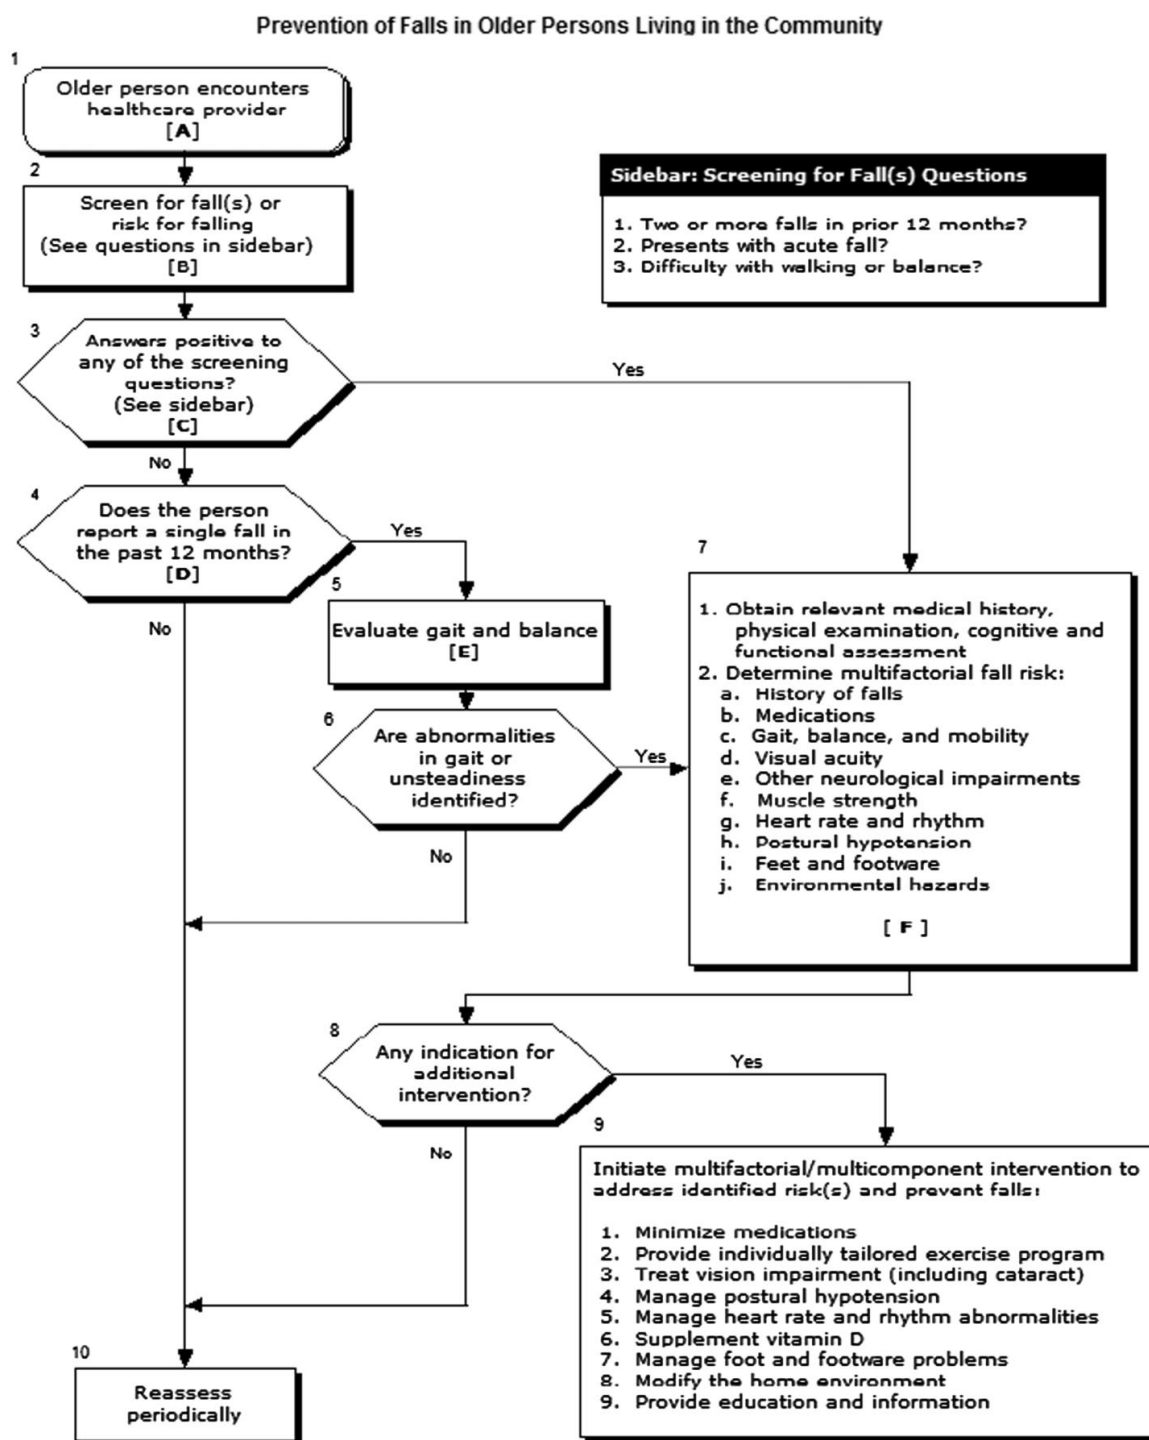 Prevention of Falls in Older Persons Living in the Community
1
Older person encounters
healthcare provider
[A]
2
Screen for fall(s) or
risk for falling
(See questions in sidebar)
[B]
Sidebar: Screening for Fall(s) Questions
1. Two or more falls in prior 12 months?
2. Presents with acute fall?
3. Difficulty with walking or balance?
3
Answers positive to
any of the screening
questions?
(See sidebar)
[C]
Yes
No
4
Does the person
report a single fall in
the past 12 months?
[D]
Yes
No
5
Evaluate gait and balance
[E]
6
Are abnormalities
in gait or
unsteadiness
identified?
Yes
No
7
1. Obtain relevant medical history,
physical examination, cognitive and
functional assessment
2. Determine multifactorial fall risk:
a. History of falls
b. Medications
c. Gait, balance, and mobility
d. Visual acuity
e. Other neurological impairments
f. Muscle strength
g. Heart rate and rhythm
h. Postural hypotension
i. Feet and footware
j. Environmental hazards
[ F ]
8
Any indication for
additional
intervention?
Yes
No
9
Initiate multifactorial/multicomponent intervention to
address identified risk(s) and prevent falls:
1. Minimize medications
2. Provide individually tailored exercise program
3. Treat vision impairment (including cataract)
4. Manage postural hypotension
5. Manage heart rate and rhythm abnormalities
6. Supplement vitamin D
7. Manage foot and footware problems
8. Modify the home environment
9. Provide education and information
10
Reassess
periodically